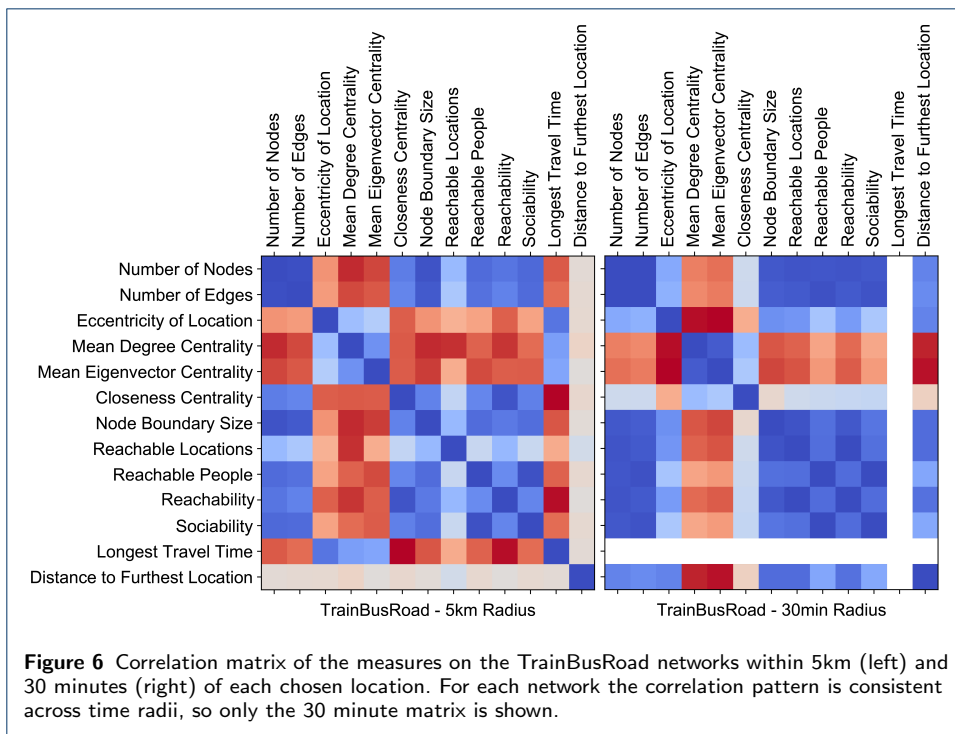 Number of Nodes
Number of Edges
Eccentricity of Location
Mean Degree Centrality
Mean Eigenvector Centrality
Closeness Centrality
Node Boundary Size
Reachable Locations
Reachable People
Reachability
Sociability
Longest Travel Time
Distance to Furthest Location
Number of Nodes
Number of Edges
Eccentricity of Location
Mean Degree Centrality
Mean Eigenvector Centrality
Closeness Centrality
Node Boundary Size
Reachable Locations
Reachable People
Reachability
Sociability
Longest Travel Time
Distance to Furthest Location
Number of Nodes
Number of Edges
Eccentricity of Location
Mean Degree Centrality
Mean Eigenvector Centrality
Closeness Centrality
Node Boundary Size
Reachable Locations
Reachable People
Reachability
Sociability
Longest Travel Time
Distance to Furthest Location
TrainBusRoad - 5km Radius
TrainBusRoad - 30min Radius
Figure 6 Correlation matrix of the measures on the TrainBusRoad networks within 5km (left) and
30 minutes (right) of each chosen location. For each network the correlation pattern is consistent
across time radii, so only the 30 minute matrix is shown.